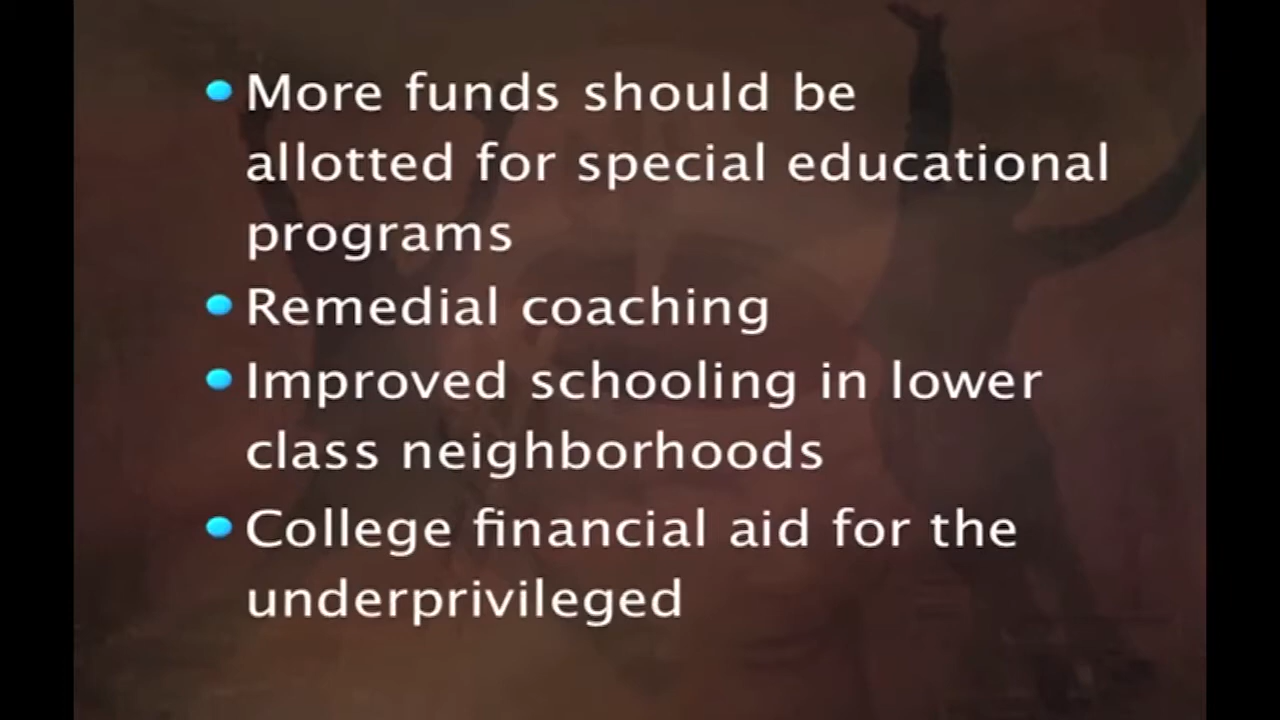 • More funds should be
allotted for special educational
programs
• Remedial coaching
• Improved schooling in lower
class neighborhoods
• College financial aid for the
underprivileged